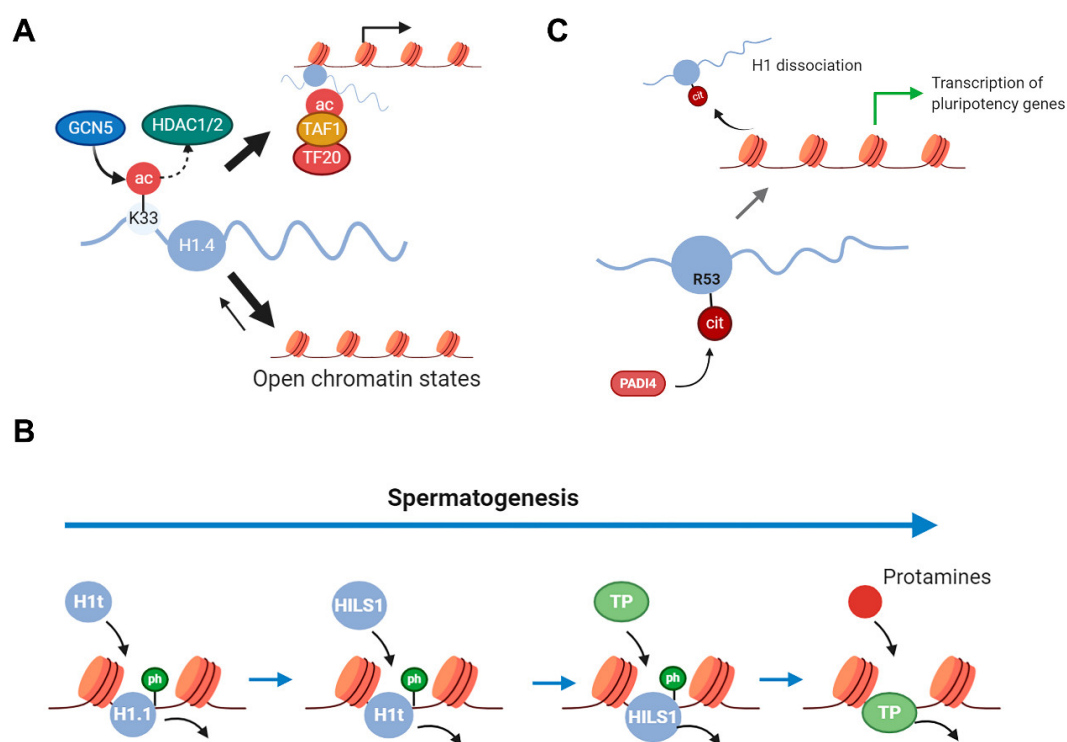 A
GCN5
HDAC1/2
ac
K33
H1.4
ac
TAF1
TF20
Open chromatin states
C
cit
H1 dissociation
Transcription of
pluripotency genes
R53
cit
PADI4
B
Spermatogenesis
H1t
ph
H1.1
HILS1
ph
H1t
TP
ph
HILS1
Protamines
TP